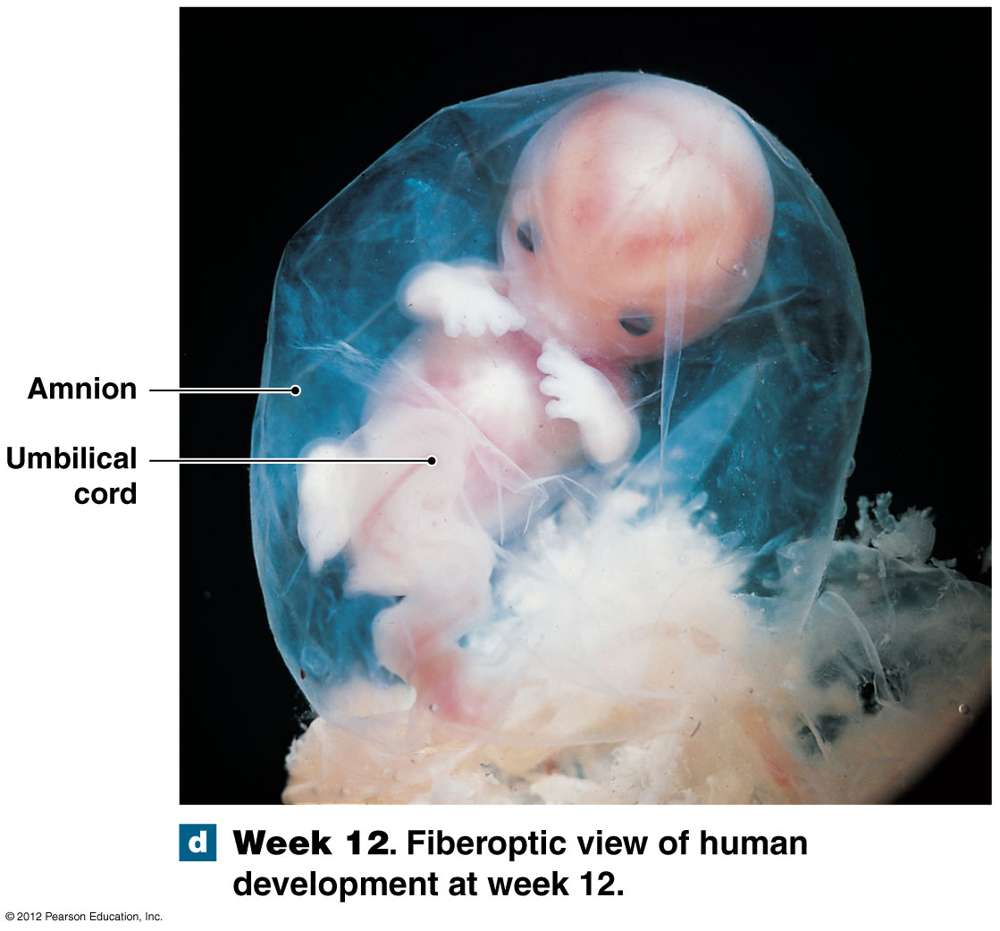 Amnion
Umbilical
cord
d Week 12. Fiberoptic view of human
development at week 12.
© 2012 Pearson Education, Inc.